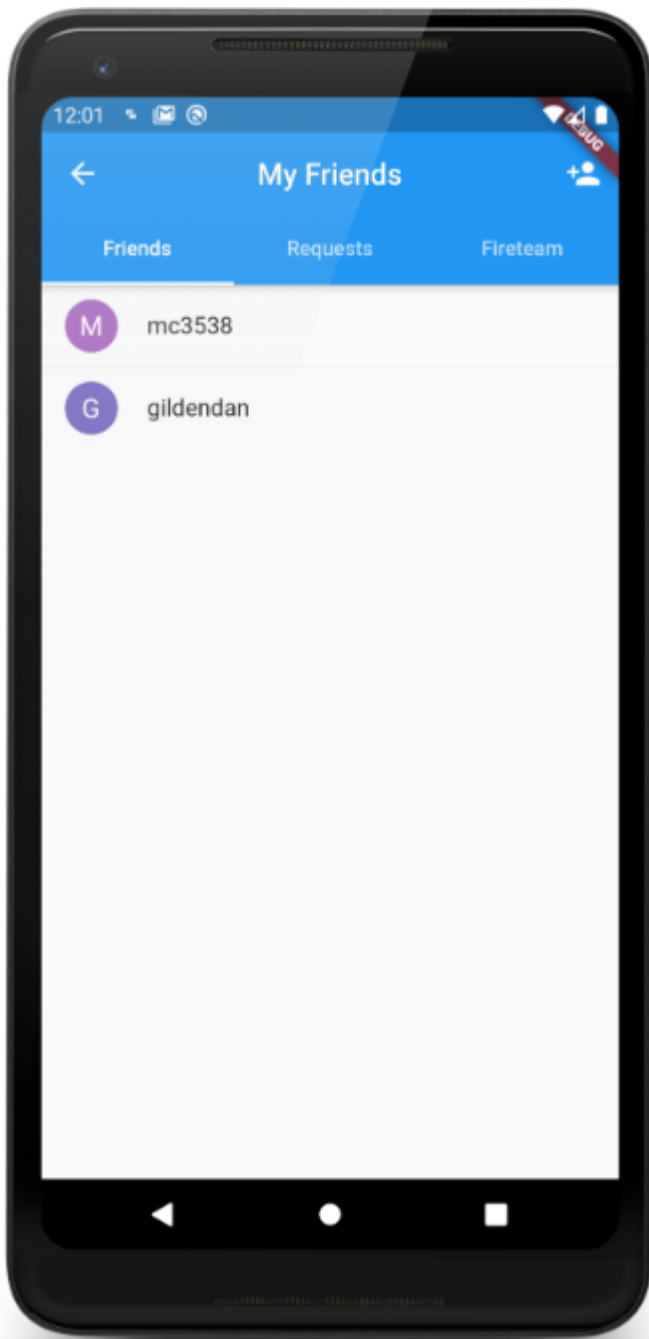 12:01
DEBUG
My Friends
Friends Requests Fireteam
M mc3538
G gildendan